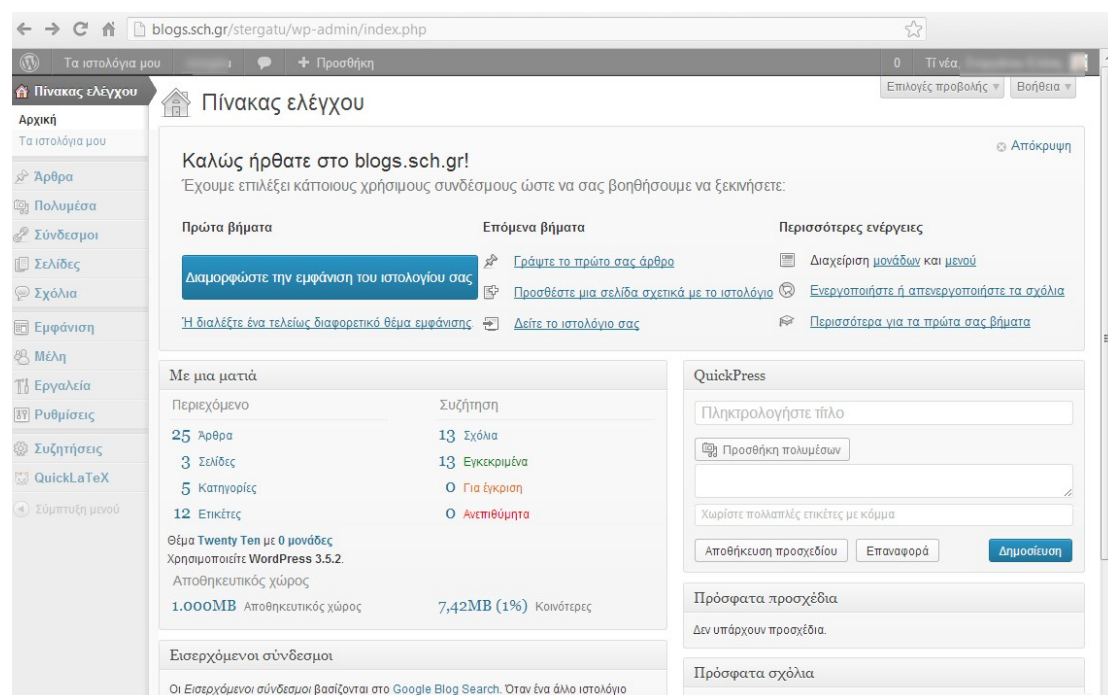 blogs.sch.gr/stergatu/wp-admin/index.php
Τα ιστολόγια μου
Προσθήκη
0 Τί νέα,
Πίνακας ελέγχου
Αρχική
Τα ιστολόγια μου
Άρθρα
Πολυμέσα
Σύνδεσμοι
Σελίδες
Σχόλια
Εμφάνιση
Μέλη
Εργαλεία
Ρυθμίσεις
Συζητήσεις
QuickLaTeX
Σύμπτυξη μενού
Επιλογές προβολής
Βοήθεια
Πίνακας ελέγχου
Απόκρυψη
Καλώς ήρθατε στο blogs.sch.gr!
Έχουμε επιλέξει κάποιους χρήσιμους συνδέσμους ώστε να σας βοηθήσουμε να ξεκινήσετε:
Πρώτα βήματα
Διαμορφώστε την εμφάνιση του ιστολογίου σας
Ή διαλέξτε ένα τελείως διαφορετικό θέμα εμφάνισης.
Επόμενα βήματα
Γράψτε το πρώτο σας άρθρο
Προσθέστε μια σελίδα σχετικά με το ιστολόγιο
Δείτε το ιστολόγιο σας
Περισσότερες ενέργειες
Διαχείριση μονάδων και μενού
Ενεργοποιήστε ή απενεργοποιήστε τα σχόλια
Περισσότερα για τα πρώτα σας βήματα
Με μια ματιά
Περιεχόμενο
25 Άρθρα
3 Σελίδες
5 Κατηγορίες
12 Ετικέτες
Συζήτηση
13 Σχόλια
13 Εγκεκριμένα
0 Για έγκριση
0 Ανεπιθύμητα
Θέμα Twenty Ten με 0 μονάδες
Χρησιμοποιείτε WordPress 3.5.2.
Αποθηκευτικός χώρος
1.000MB Αποθηκευτικός χώρος
7,42MB (1%) Κοινότερες
Εισερχόμενοι σύνδεσμοι
Οι Εισερχόμενοι σύνδεσμοι βασίζονται στο Google Blog Search. Όταν ένα άλλο ιστολόγιο
QuickPress
Πληκτρολογήστε τίτλο
Προσθήκη πολυμέσων
Χωρίστε πολλαπλές ετικέτες με κόμμα
Αποθήκευση προσχεδίου
Επαναφορά
Δημοσίευση
Πρόσφατα προσχέδια
Δεν υπάρχουν προσχέδια.
Πρόσφατα σχόλια